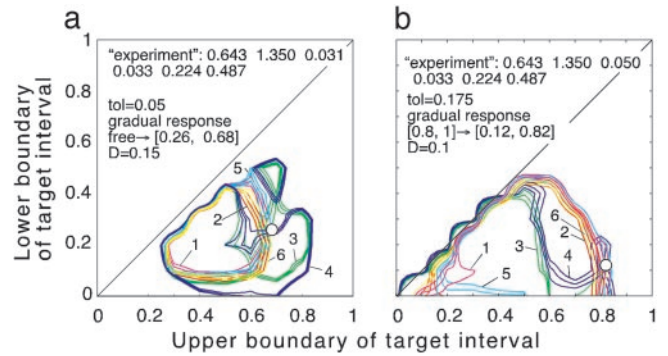 a
b
"experiment": 0.643 1.350 0.031
0.033 0.224 0.487
tol=0.05
gradual response
free→ [0.26, 0.68]
D=0.15
5
2
1
3
6
4
"experiment": 0.643 1.350 0.050
0.033 0.224 0.487
tol=0.175
gradual response
[0.8, 1]→ [0.12, 0.82]
D=0.1
6
2
1
3
4
5
1
0.8
0.6
0.4
0.2
0
0 0.2 0.4 0.6 0.8 1
0 0.2 0.4 0.6 0.8 1
Lower boundary
of target interval
Upper boundary of target interval